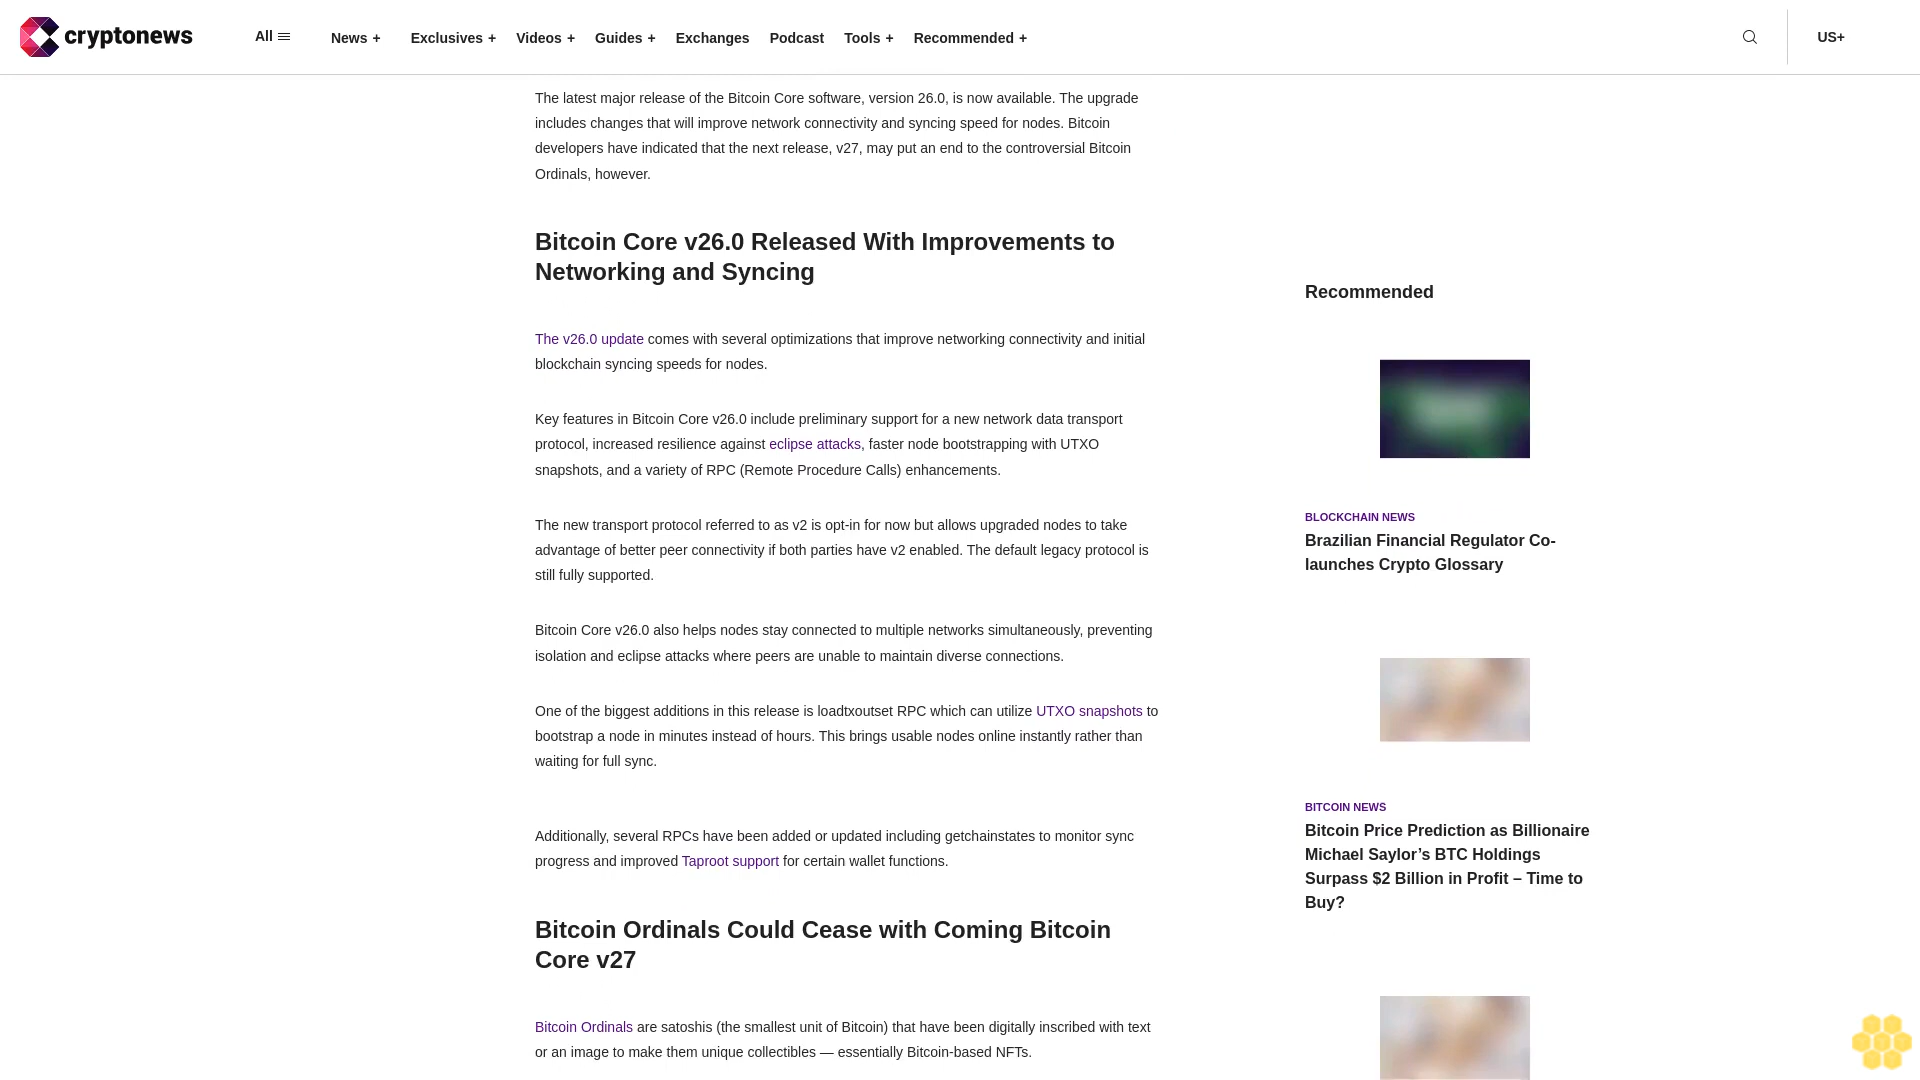 cryptonews
All
News +
Exclusives +
Videos +
Guides +
Exchanges
Podcast
Tools +
Recommended +
US+
The latest major release of the Bitcoin Core software, version 26.0, is now available. The upgrade
includes changes that will improve network connectivity and syncing speed for nodes. Bitcoin
developers have indicated that the next release, v27, may put an end to the controversial Bitcoin
Ordinals, however.
Bitcoin Core v26.0 Released With Improvements to
Networking and Syncing
The v26.0 update comes with several optimizations that improve networking connectivity and initial
blockchain syncing speeds for nodes.
Key features in Bitcoin Core v26.0 include preliminary support for a new network data transport
protocol, increased resilience against eclipse attacks, faster node bootstrapping with UTXO
snapshots, and a variety of RPC (Remote Procedure Calls) enhancements.
The new transport protocol referred to as v2 is opt-in for now but allows upgraded nodes to take
advantage of better peer connectivity if both parties have v2 enabled. The default legacy protocol is
still fully supported.
Bitcoin Core v26.0 also helps nodes stay connected to multiple networks simultaneously, preventing
isolation and eclipse attacks where peers are unable to maintain diverse connections.
One of the biggest additions in this release is loadtxoutset RPC which can utilize UTXO snapshots to
bootstrap a node in minutes instead of hours. This brings usable nodes online instantly rather than
waiting for full sync.
Additionally, several RPCs have been added or updated including getchainstates to monitor sync
progress and improved Taproot support for certain wallet functions.
Bitcoin Ordinals Could Cease with Coming Bitcoin
Core v27
Bitcoin Ordinals are satoshis (the smallest unit of Bitcoin) that have been digitally inscribed with text
or an image to make them unique collectibles — essentially Bitcoin-based NFTs.
Recommended
BLOCKCHAIN NEWS
Brazilian Financial Regulator Co-
launches Crypto Glossary
BITCOIN NEWS
Bitcoin Price Prediction as Billionaire
Michael Saylor’s BTC Holdings
Surpass $2 Billion in Profit – Time to
Buy?